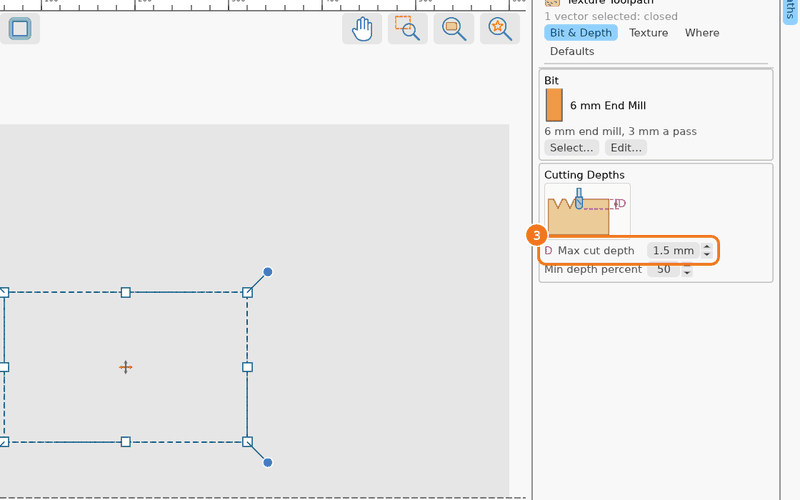 Texture Toolpath
1 vector selected: closed
Bit & Depth Texture Where
Defaults
Bit
6 mm End Mill
6 mm end mill, 3 mm a pass
Select... Edit...
Cutting Depths
D
3
D Max cut depth 1.5 mm
Min depth percent 50